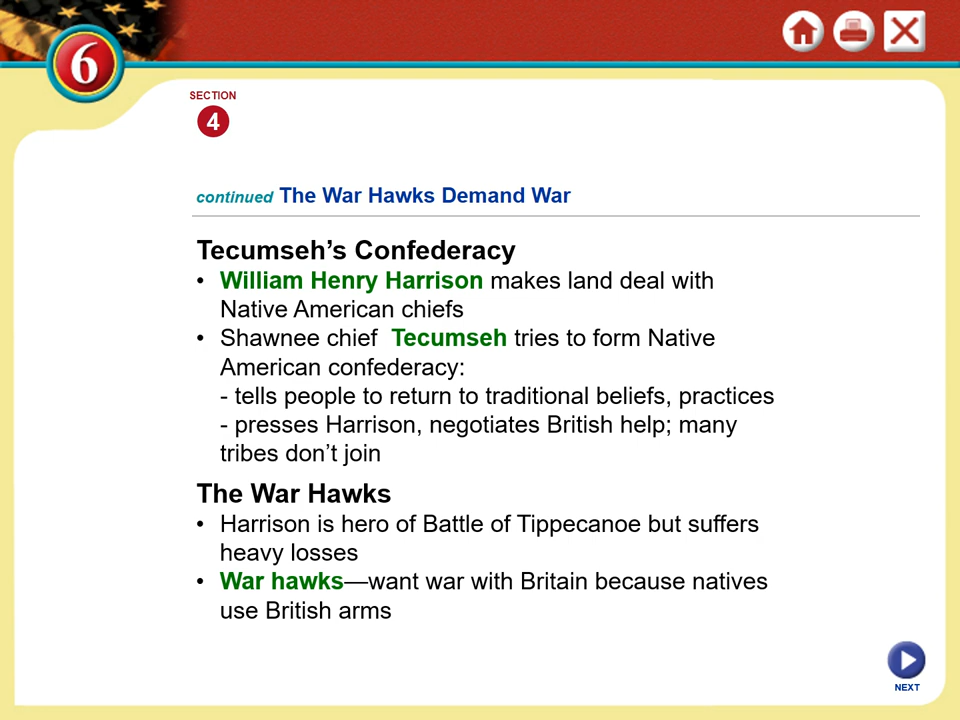 6
SECTION
4
continued The War Hawks Demand War
Tecumseh’s Confederacy
• William Henry Harrison makes land deal with
Native American chiefs
• Shawnee chief Tecumseh tries to form Native
American confederacy:
- tells people to return to traditional beliefs, practices
- presses Harrison, negotiates British help; many
tribes don’t join
The War Hawks
• Harrison is hero of Battle of Tippecanoe but suffers
heavy losses
• War hawks—want war with Britain because natives
use British arms
NEXT